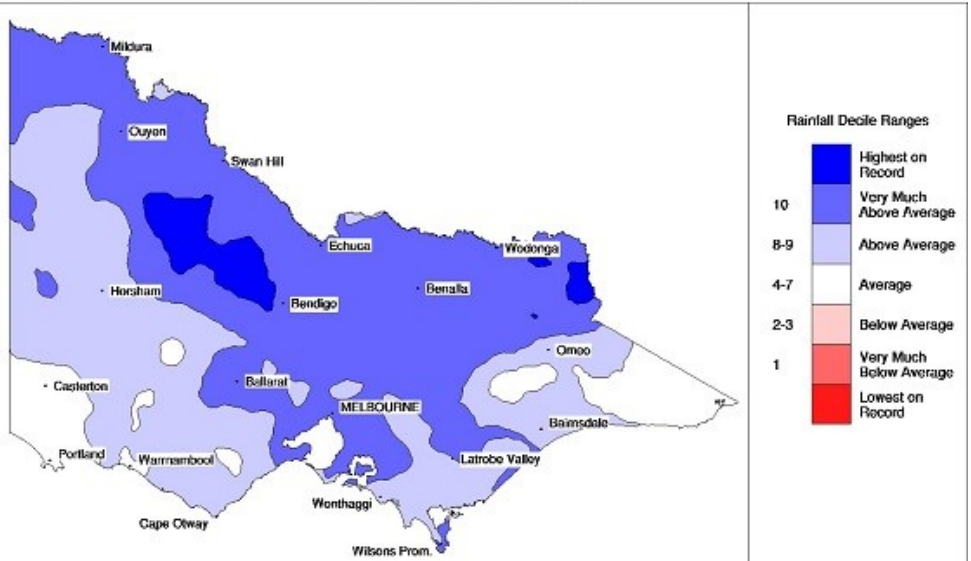 Mildura
Ouyen
Swan Hill
Echuca
Wodonga
Horsham
Bendigo
Benalla
Omeo
Casterton
Ballarat
MELBOURNE
Bairnsdale
Portland
Warrnambool
Latrobe Valley
Wonthaggi
Cape Otway
Wilsons Prom.
Rainfall Decile Ranges
Highest on
Record
10
Very Much
Above Average
8-9
Above Average
4-7
Average
2-3
Below Average
1
Very Much
Below Average
Lowest on
Record